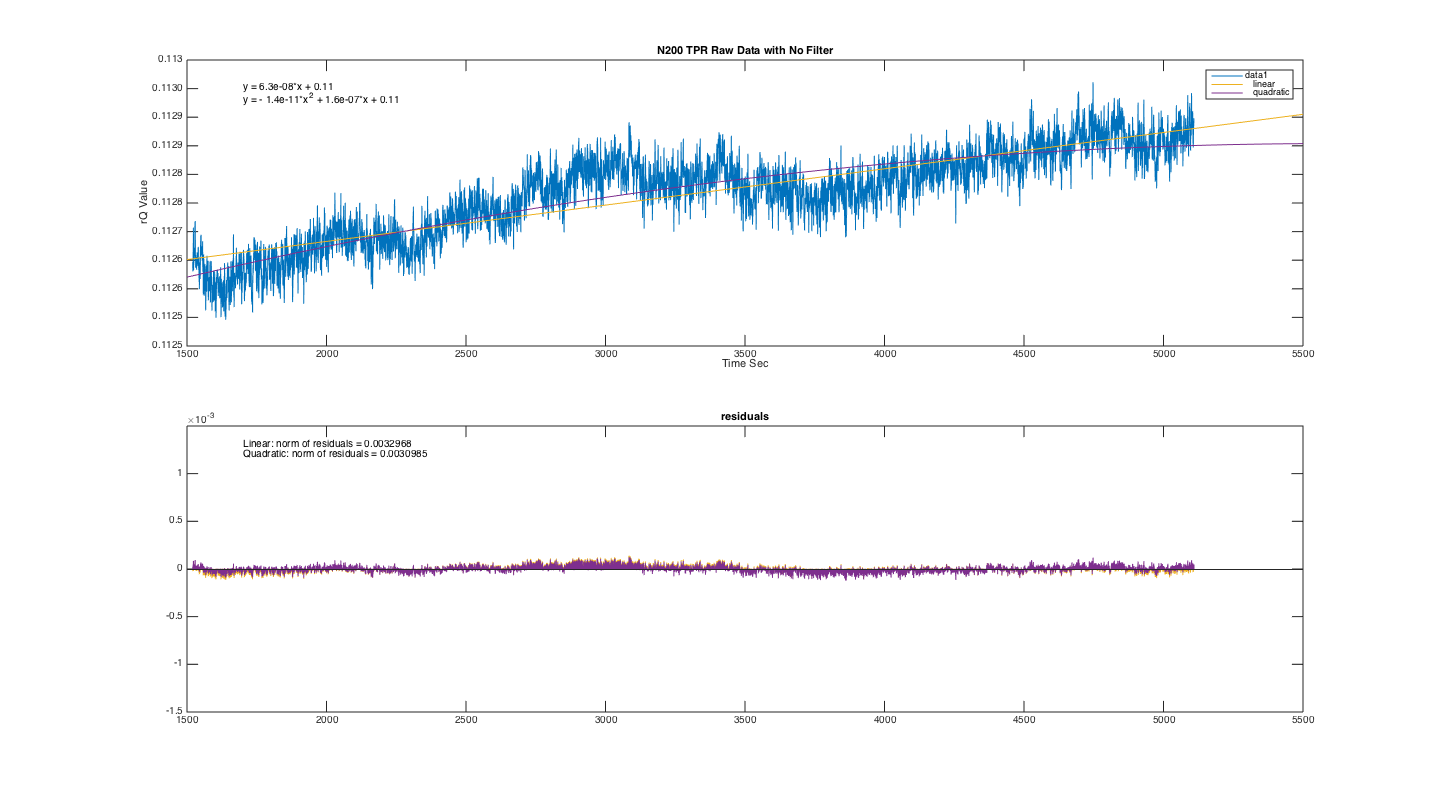 N200 TPR Raw Data with No Filter
0.113
0.1130
0.1129
0.1129
0.1128
0.1128
0.1127
0.1126
0.1126
0.1125
0.1125
rQ Value
y = 6.3e-08*x + 0.11
y = - 1.4e-11*x² + 1.6e-07*x + 0.11
data1
linear
quadratic
1500 2000 2500 3000 3500 4000 4500 5000 5500
Time Sec
residuals
×10⁻³
Linear: norm of residuals = 0.0032968
Quadratic: norm of residuals = 0.0030985
1
0.5
0
-0.5
-1
-1.5
1500 2000 2500 3000 3500 4000 4500 5000 5500